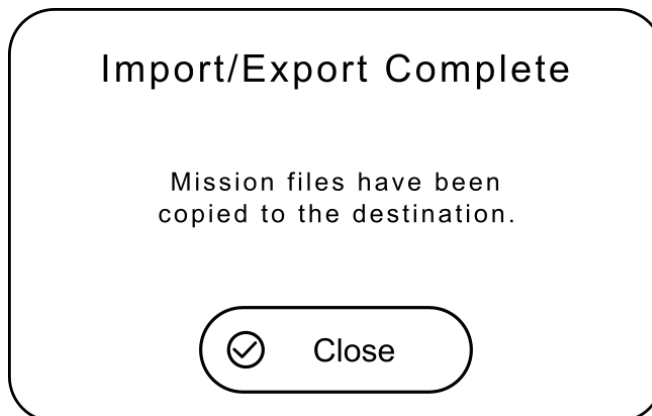 Import/Export Complete
Mission files have been
copied to the destination.
Close